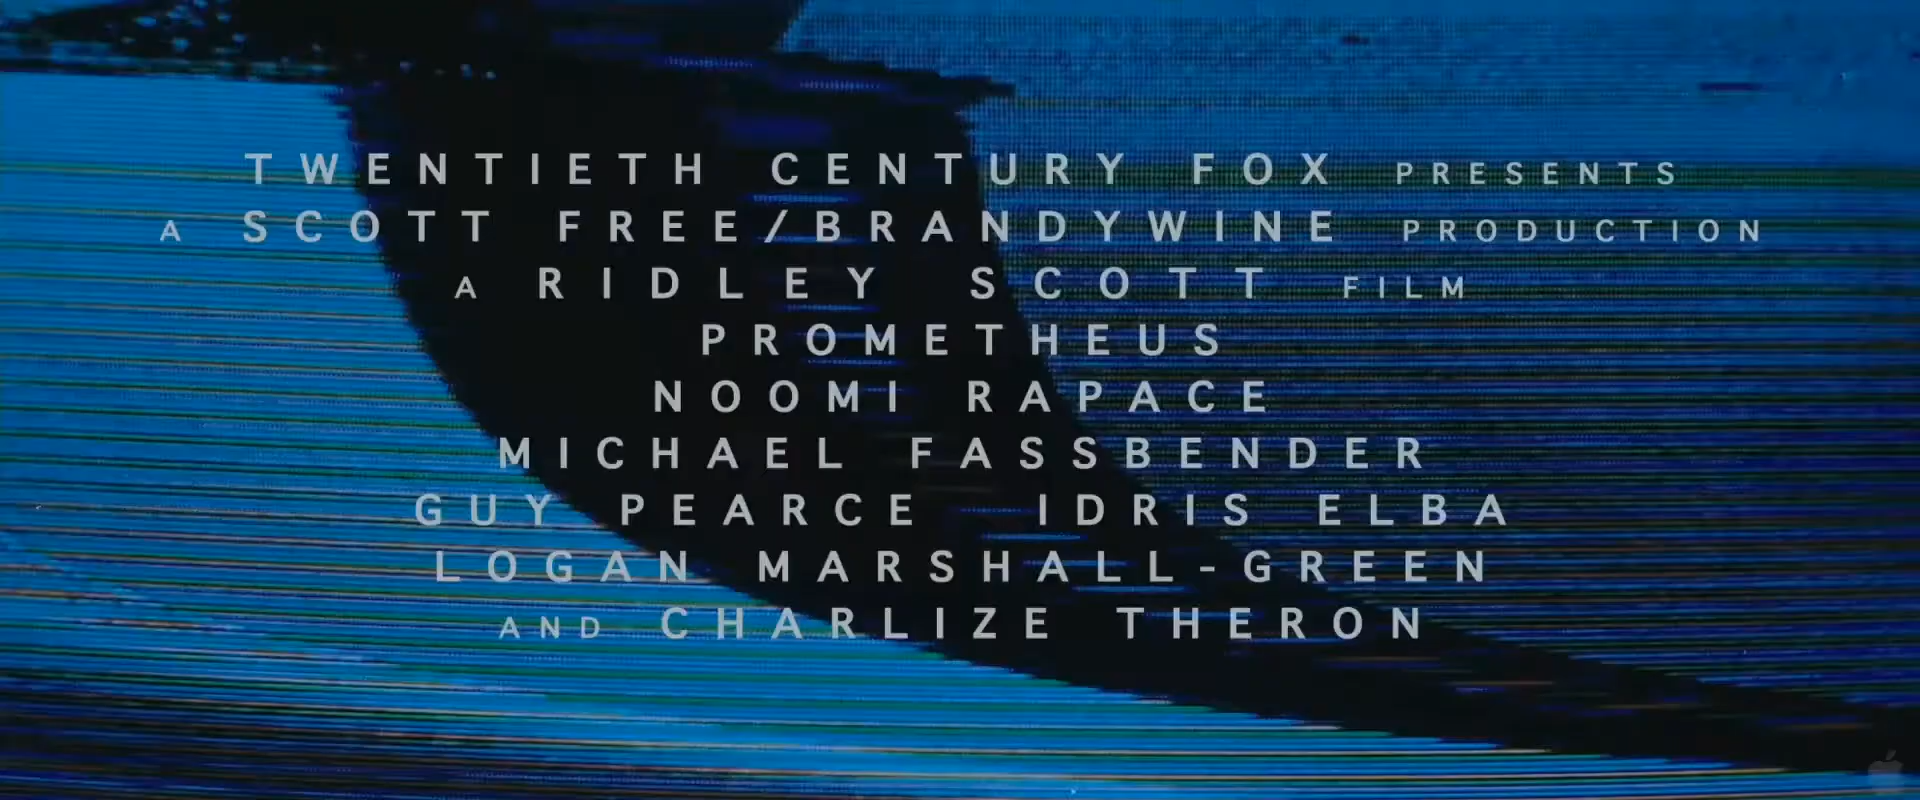 TWENTIETH CENTURY FOX PRESENTS
A SCOTT FREE/BRANDYWINE PRODUCTION
A RIDLEY SCOTT FILM
PROMETHEUS
NOOMI RAPACE
MICHAEL FASSBENDER
GUY PEARCE IDRIS ELBA
LOGAN MARSHALL-GREEN
AND CHARLIZE THERON